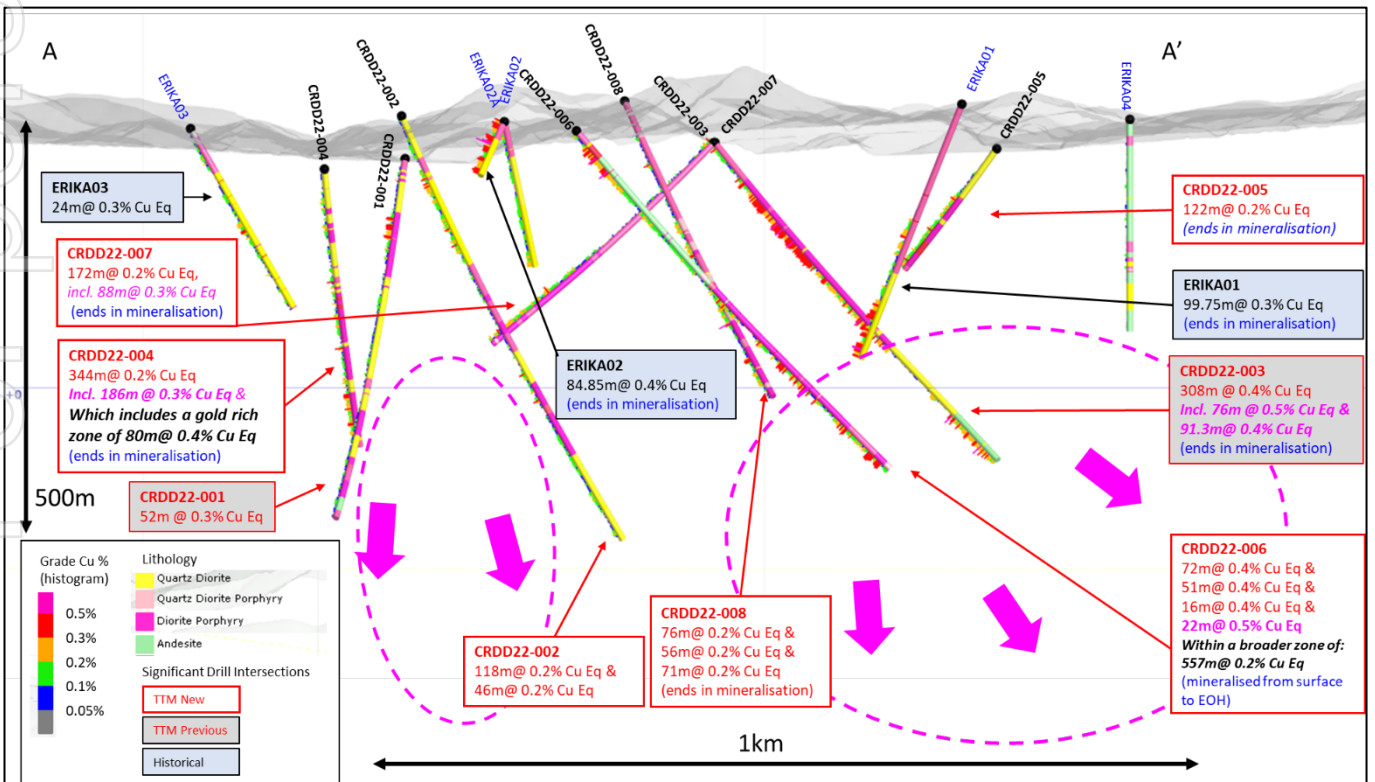 A
A'
ERIKA03
CRDD22-004
CRDD22-002
CRDD22-001
ERIKA02A
ERIKA02
CRDD22-006
CRDD22-008
CRDD22-003
CRDD22-007
ERIKA01
CRDD22-005
ERIKA04
ERIKA03
24m@ 0.3% Cu Eq
CRDD22-007
172m@ 0.2% Cu Eq,
incl. 88m@ 0.3% Cu Eq
(ends in mineralisation)
CRDD22-004
344m@ 0.2% Cu Eq
Incl. 186m @ 0.3% Cu Eq &
Which includes a gold rich
zone of 80m@ 0.4% Cu Eq
(ends in mineralisation)
CRDD22-001
52m @ 0.3% Cu Eq
500m
ERIKA02
84.85m@ 0.4% Cu Eq
(ends in mineralisation)
CRDD22-002
118m@ 0.2% Cu Eq &
46m@ 0.2% Cu Eq
CRDD22-008
76m@ 0.2% Cu Eq &
56m@ 0.2% Cu Eq &
71m@ 0.2% Cu Eq
(ends in mineralisation)
CRDD22-005
122m@ 0.2% Cu Eq
(ends in mineralisation)
ERIKA01
99.75m@ 0.3% Cu Eq
(ends in mineralisation)
CRDD22-003
308m@ 0.4% Cu Eq
Incl. 76m @ 0.5% Cu Eq &
91.3m@ 0.4% Cu Eq
(ends in mineralisation)
CRDD22-006
72m@ 0.4% Cu Eq &
51m@ 0.4% Cu Eq &
16m@ 0.4% Cu Eq &
22m@ 0.5% Cu Eq
Within a broader zone of:
557m@ 0.2% Cu Eq
(mineralised from surface
to EOH)
1km
+0
Grade Cu %
(histogram)
0.5%
0.3%
0.2%
0.1%
0.05%
Lithology
Quartz Diorite
Quartz Diorite Porphyry
Diorite Porphyry
Andesite
Significant Drill Intersections
TTM New
TTM Previous
Historical